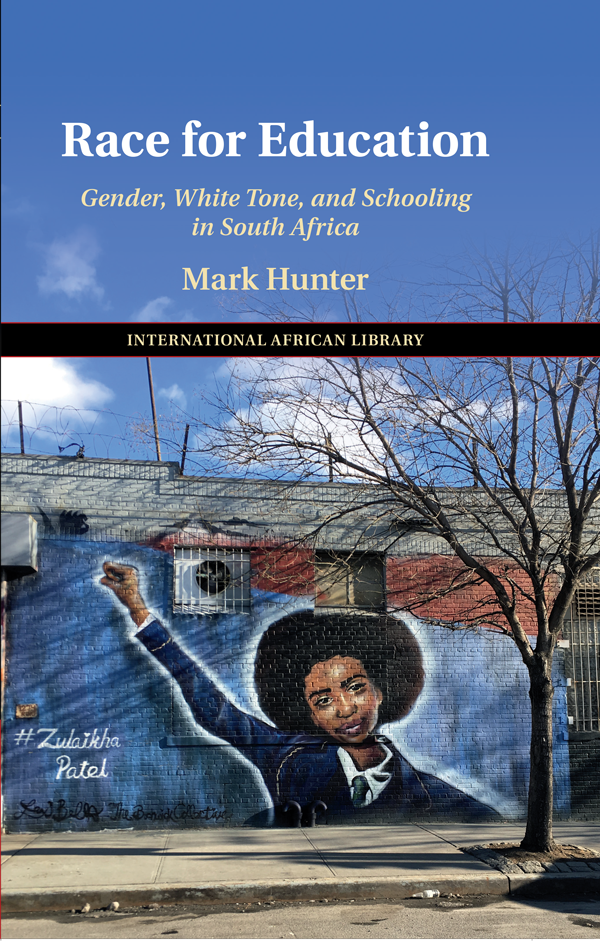 Race for Education
Gender, White Tone, and Schooling
in South Africa
Mark Hunter
INTERNATIONAL AFRICAN LIBRARY
#Zulaikha
Patel